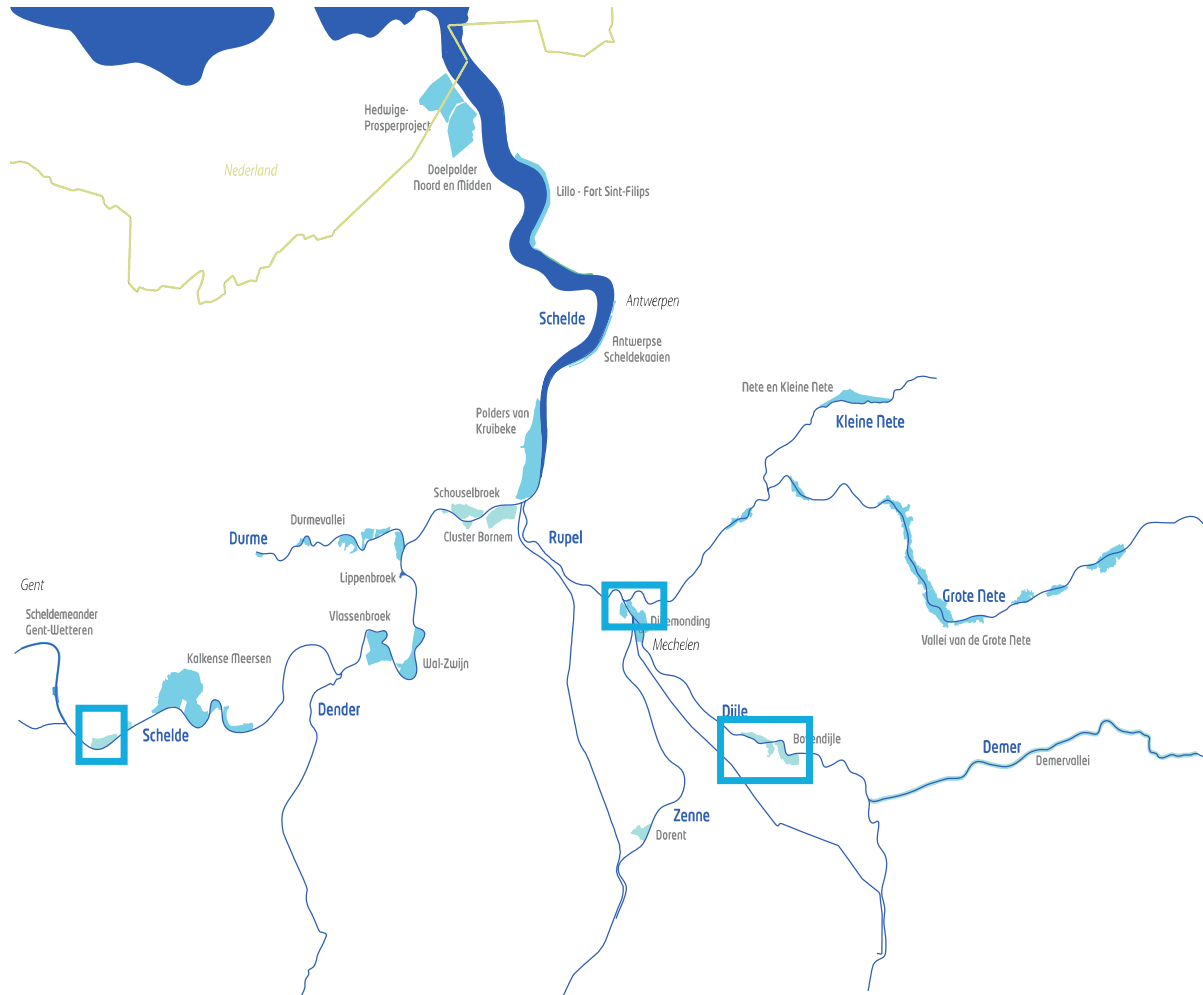 Hedwige-
Prosperproject
Nederland
Doelpolder
Noord en Midden
Lillo - Fort Sint-Filips
Antwerpen
Schelde
Antwerpse
Scheldekaaien
Nete en Kleine Nete
Kleine Nete
Polders van
Kruibeke
Schouselbroek
Durmevallei
Durme
Cluster Bornem
Rupel
Lippenbroek
Gent
Grote Nete
Scheldemeander
Gent-Wetteren
Vlassenbroek
Dijlemonding
Mechelen
Vallei van de Grote Nete
Kalkense Meersen
Wal-Zwijn
Dender
Dijle
Schelde
Bovendijle
Demer
Demervallei
Zenne
Dorent